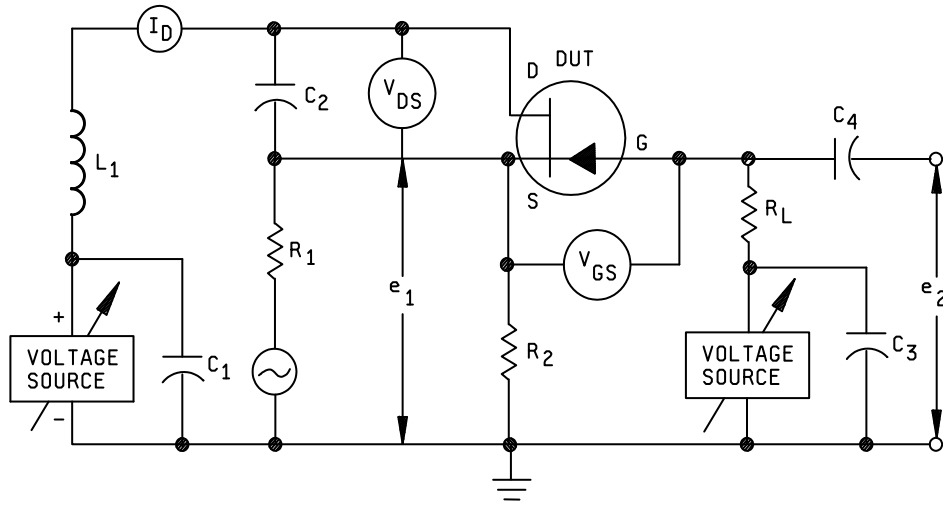 I_D
C_2
V_DS
D DUT
C_4
G
L_1
S
R_1
R_L
V_GS
e_1
e_2
+
VOLTAGE
SOURCE
-
C_1
R_2
VOLTAGE
SOURCE
C_3